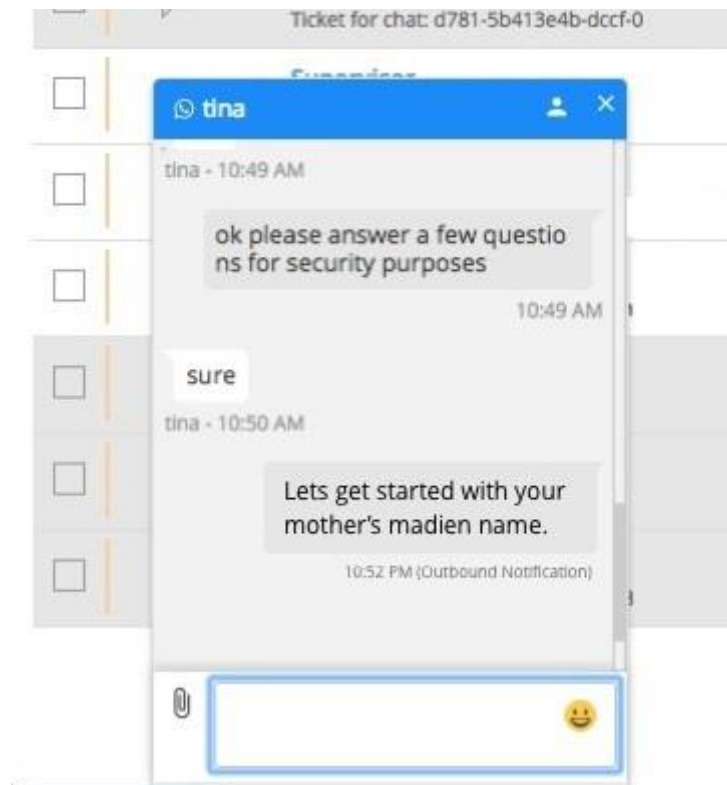 Ticket for chat: d781-5b413e4b-dccf-0
Supervisor
tina
tina - 10:49 AM
ok please answer a few questio
ns for security purposes
10:49 AM
sure
tina - 10:50 AM
Lets get started with your
mother's madien name.
10:52 PM (Outbound Notification)